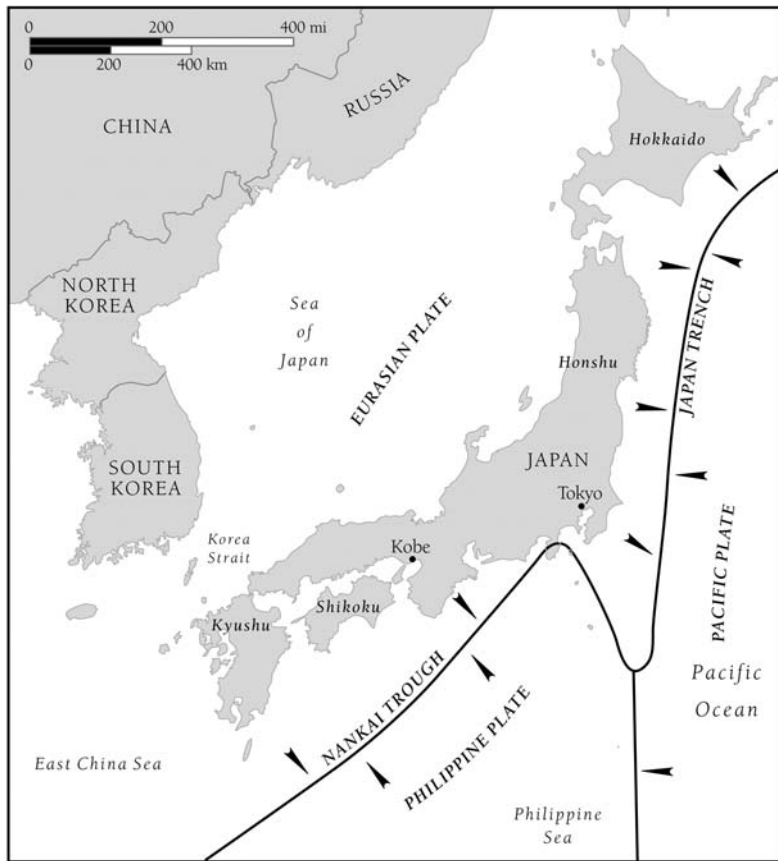 0 200 400 mi
0 200 400 km
RUSSIA
CHINA
Hokkaido
NORTH
KOREA
Sea
of
Japan
EURASIAN PLATE
JAPAN TRENCH
Honshu
SOUTH
KOREA
JAPAN
Tokyo
Korea
Strait
Kobe
PACIFIC PLATE
Shikoku
Kyushu
Pacific
Ocean
NANKAI TROUGH
PHILIPPINE PLATE
East China Sea
Philippine
Sea